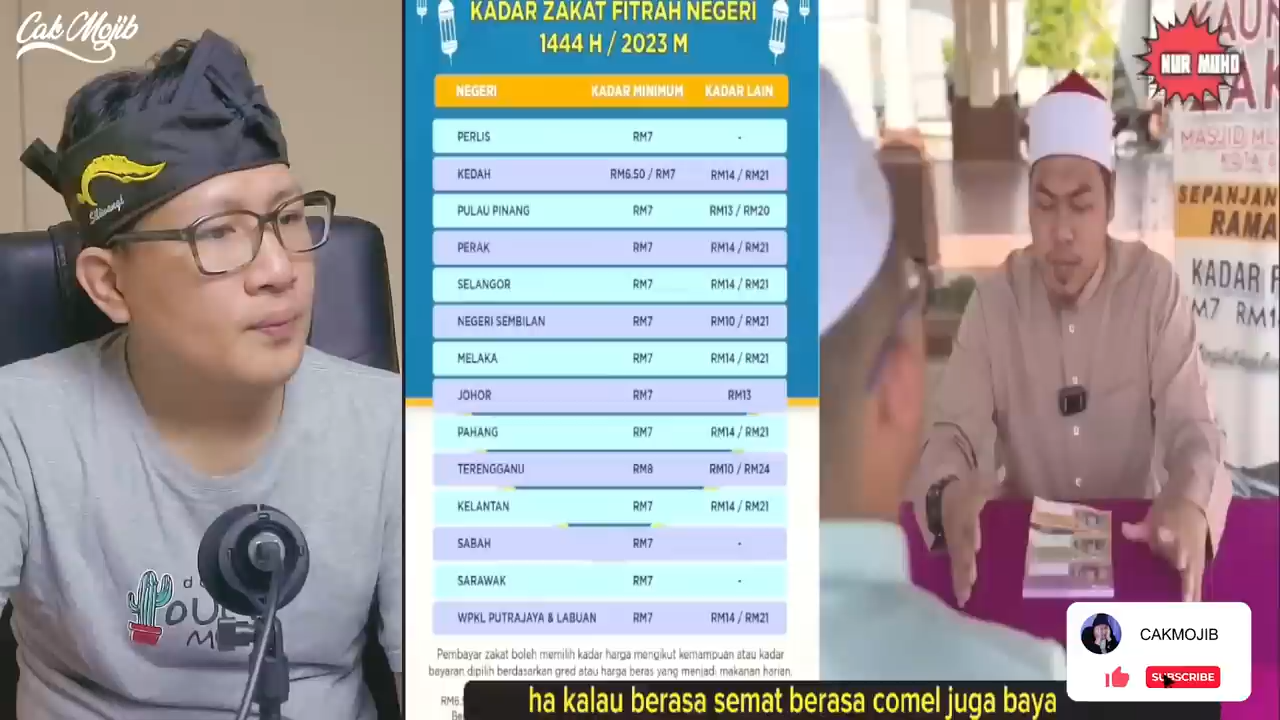 Cak Mojib
Siliwangi
KADAR ZAKAT FITRAH NEGERI
1444 H / 2023 M
NEGERI KADAR MINIMUM KADAR LAIN
PERLIS RM7 -
KEDAH RM6.50 / RM7 RM14 / RM21
PULAU PINANG RM7 RM13 / RM20
PERAK RM7 RM14 / RM21
SELANGOR RM7 RM14 / RM21
NEGERI SEMBILAN RM7 RM10 / RM21
MELAKA RM7 RM14 / RM21
JOHOR RM7 RM13
PAHANG RM7 RM14 / RM21
TERENGGANU RM8 RM10 / RM24
KELANTAN RM7 RM14 / RM21
SABAH RM7 -
SARAWAK RM7 -
WPKL PUTRAJAYA & LABUAN RM7 RM14 / RM21
Pembayar zakat boleh memilih kadar harga mengikut kemampuan atau kadar
bayaran dipilih berdasarkan gred atau harga beras yang menjadi makanan harian.
NUR MUHD
MASJID
SEPANJAN
RAMA
KADAR F
M7 RM1
CAKMOJIB
SUBSCRIBE
ha kalau berasa semat berasa comel juga baya